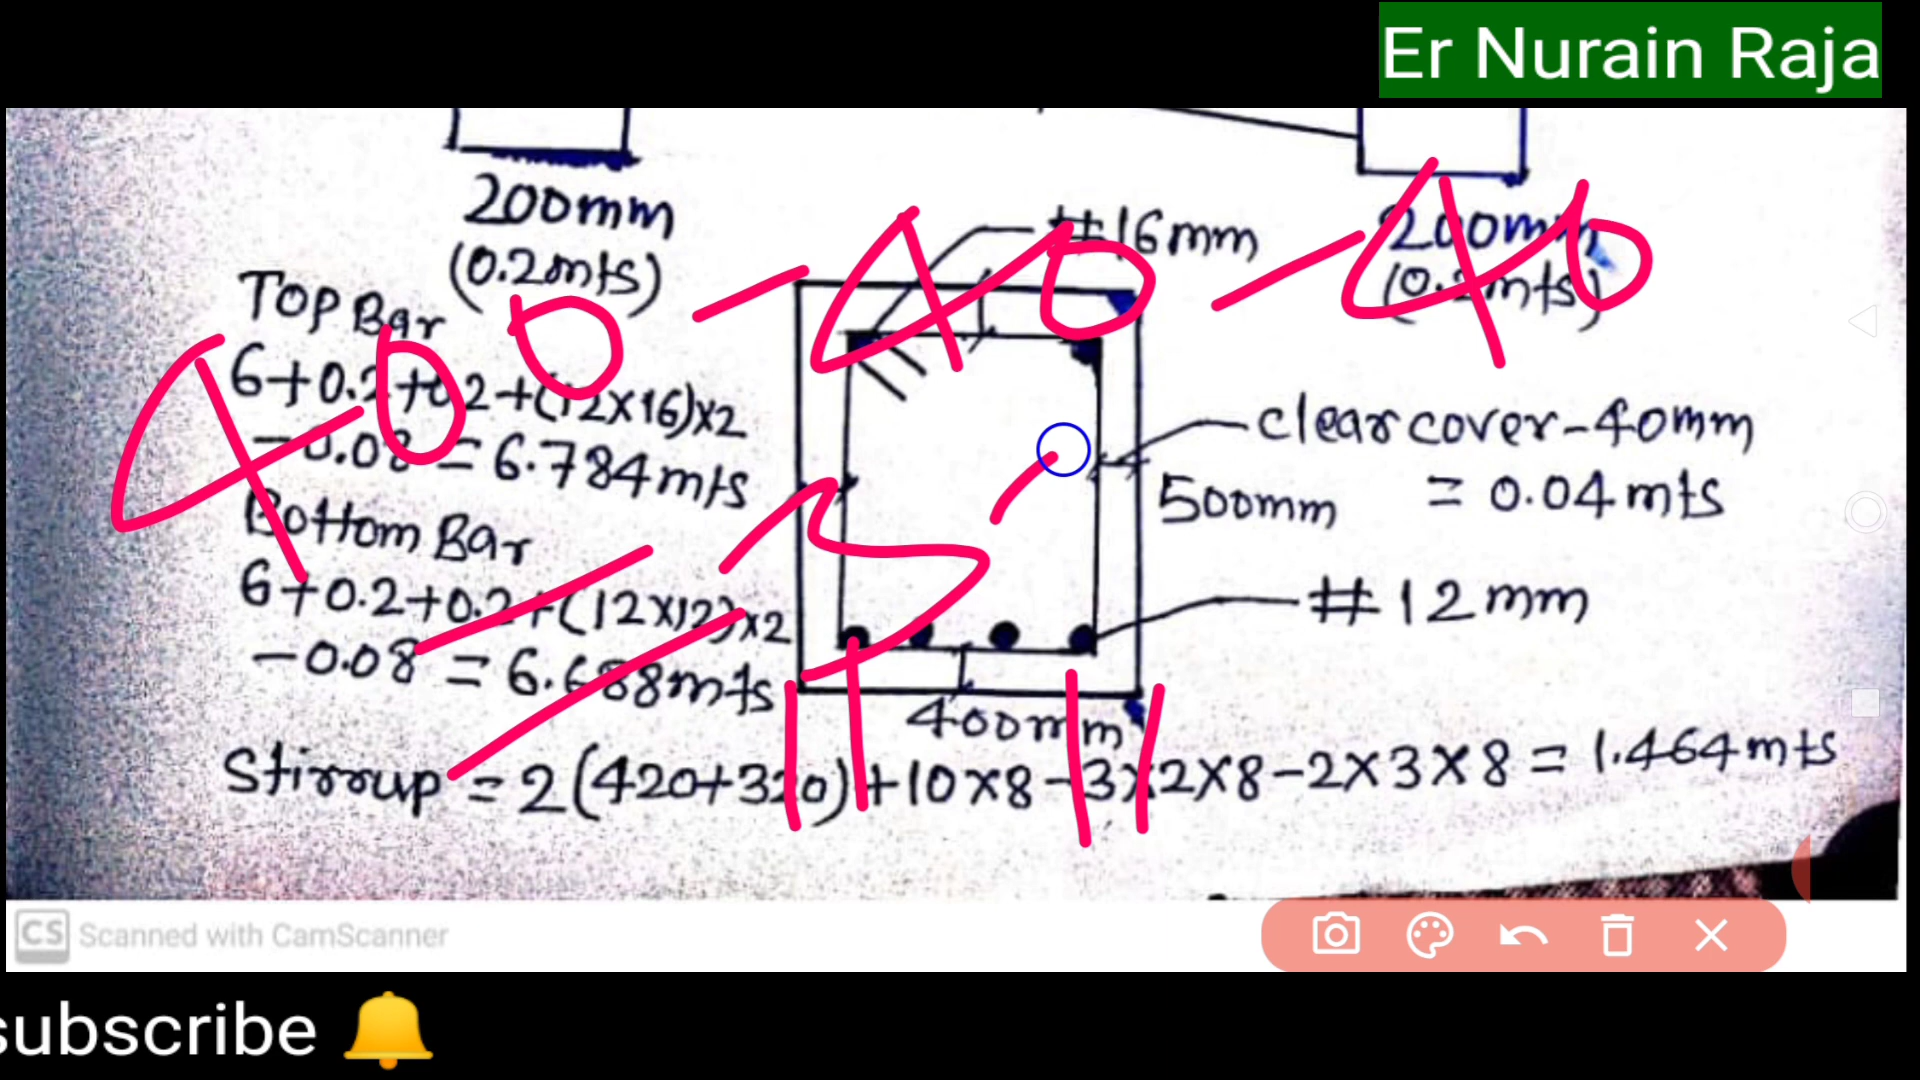 Er Nurain Raja
200mm
(0.2mts)
#16mm
200mm
(0.2mts)
Top Bar
6+0.2+0.2+(12x16)x2
-0.08 = 6.784mts
Bottom Bar
6+0.2+0.2+(12x12)x2
-0.08 = 6.688mts
400-40-40
= 3
clear cover-40mm
500mm = 0.04mts
#12mm
400mm
Stirrup = 2(420+320)+10x8-3x2x8-2x3x8 = 1.464mts
CS Scanned with CamScanner
subscribe